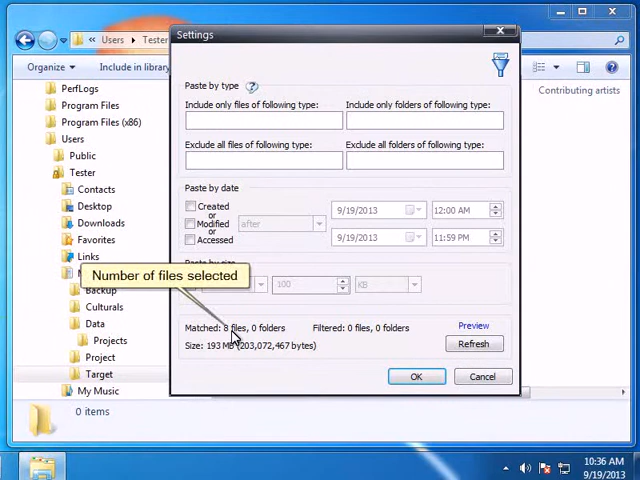 Users
Tester
Settings
Organize
Include in library
Paste by type
?
Include only files of following type:
Include only folders of following type:
Exclude all files of following type:
Exclude all folders of following type:
Contributing artists
PerfLogs
Program Files
Program Files (x86)
Users
Public
Tester
Contacts
Desktop
Downloads
Favorites
Links
Backup
Culturals
Data
Projects
Project
Target
My Music
Paste by date
Created
or
Modified
or
Accessed
after
9/19/2013
12:00 AM
9/19/2013
11:59 PM
Paste by size
100
KB
Number of files selected
Matched: 8 files, 0 folders
Filtered: 0 files, 0 folders
Preview
Size: 193 MB (203,072,467 bytes)
Refresh
OK
Cancel
0 items
10:36 AM
9/19/2013